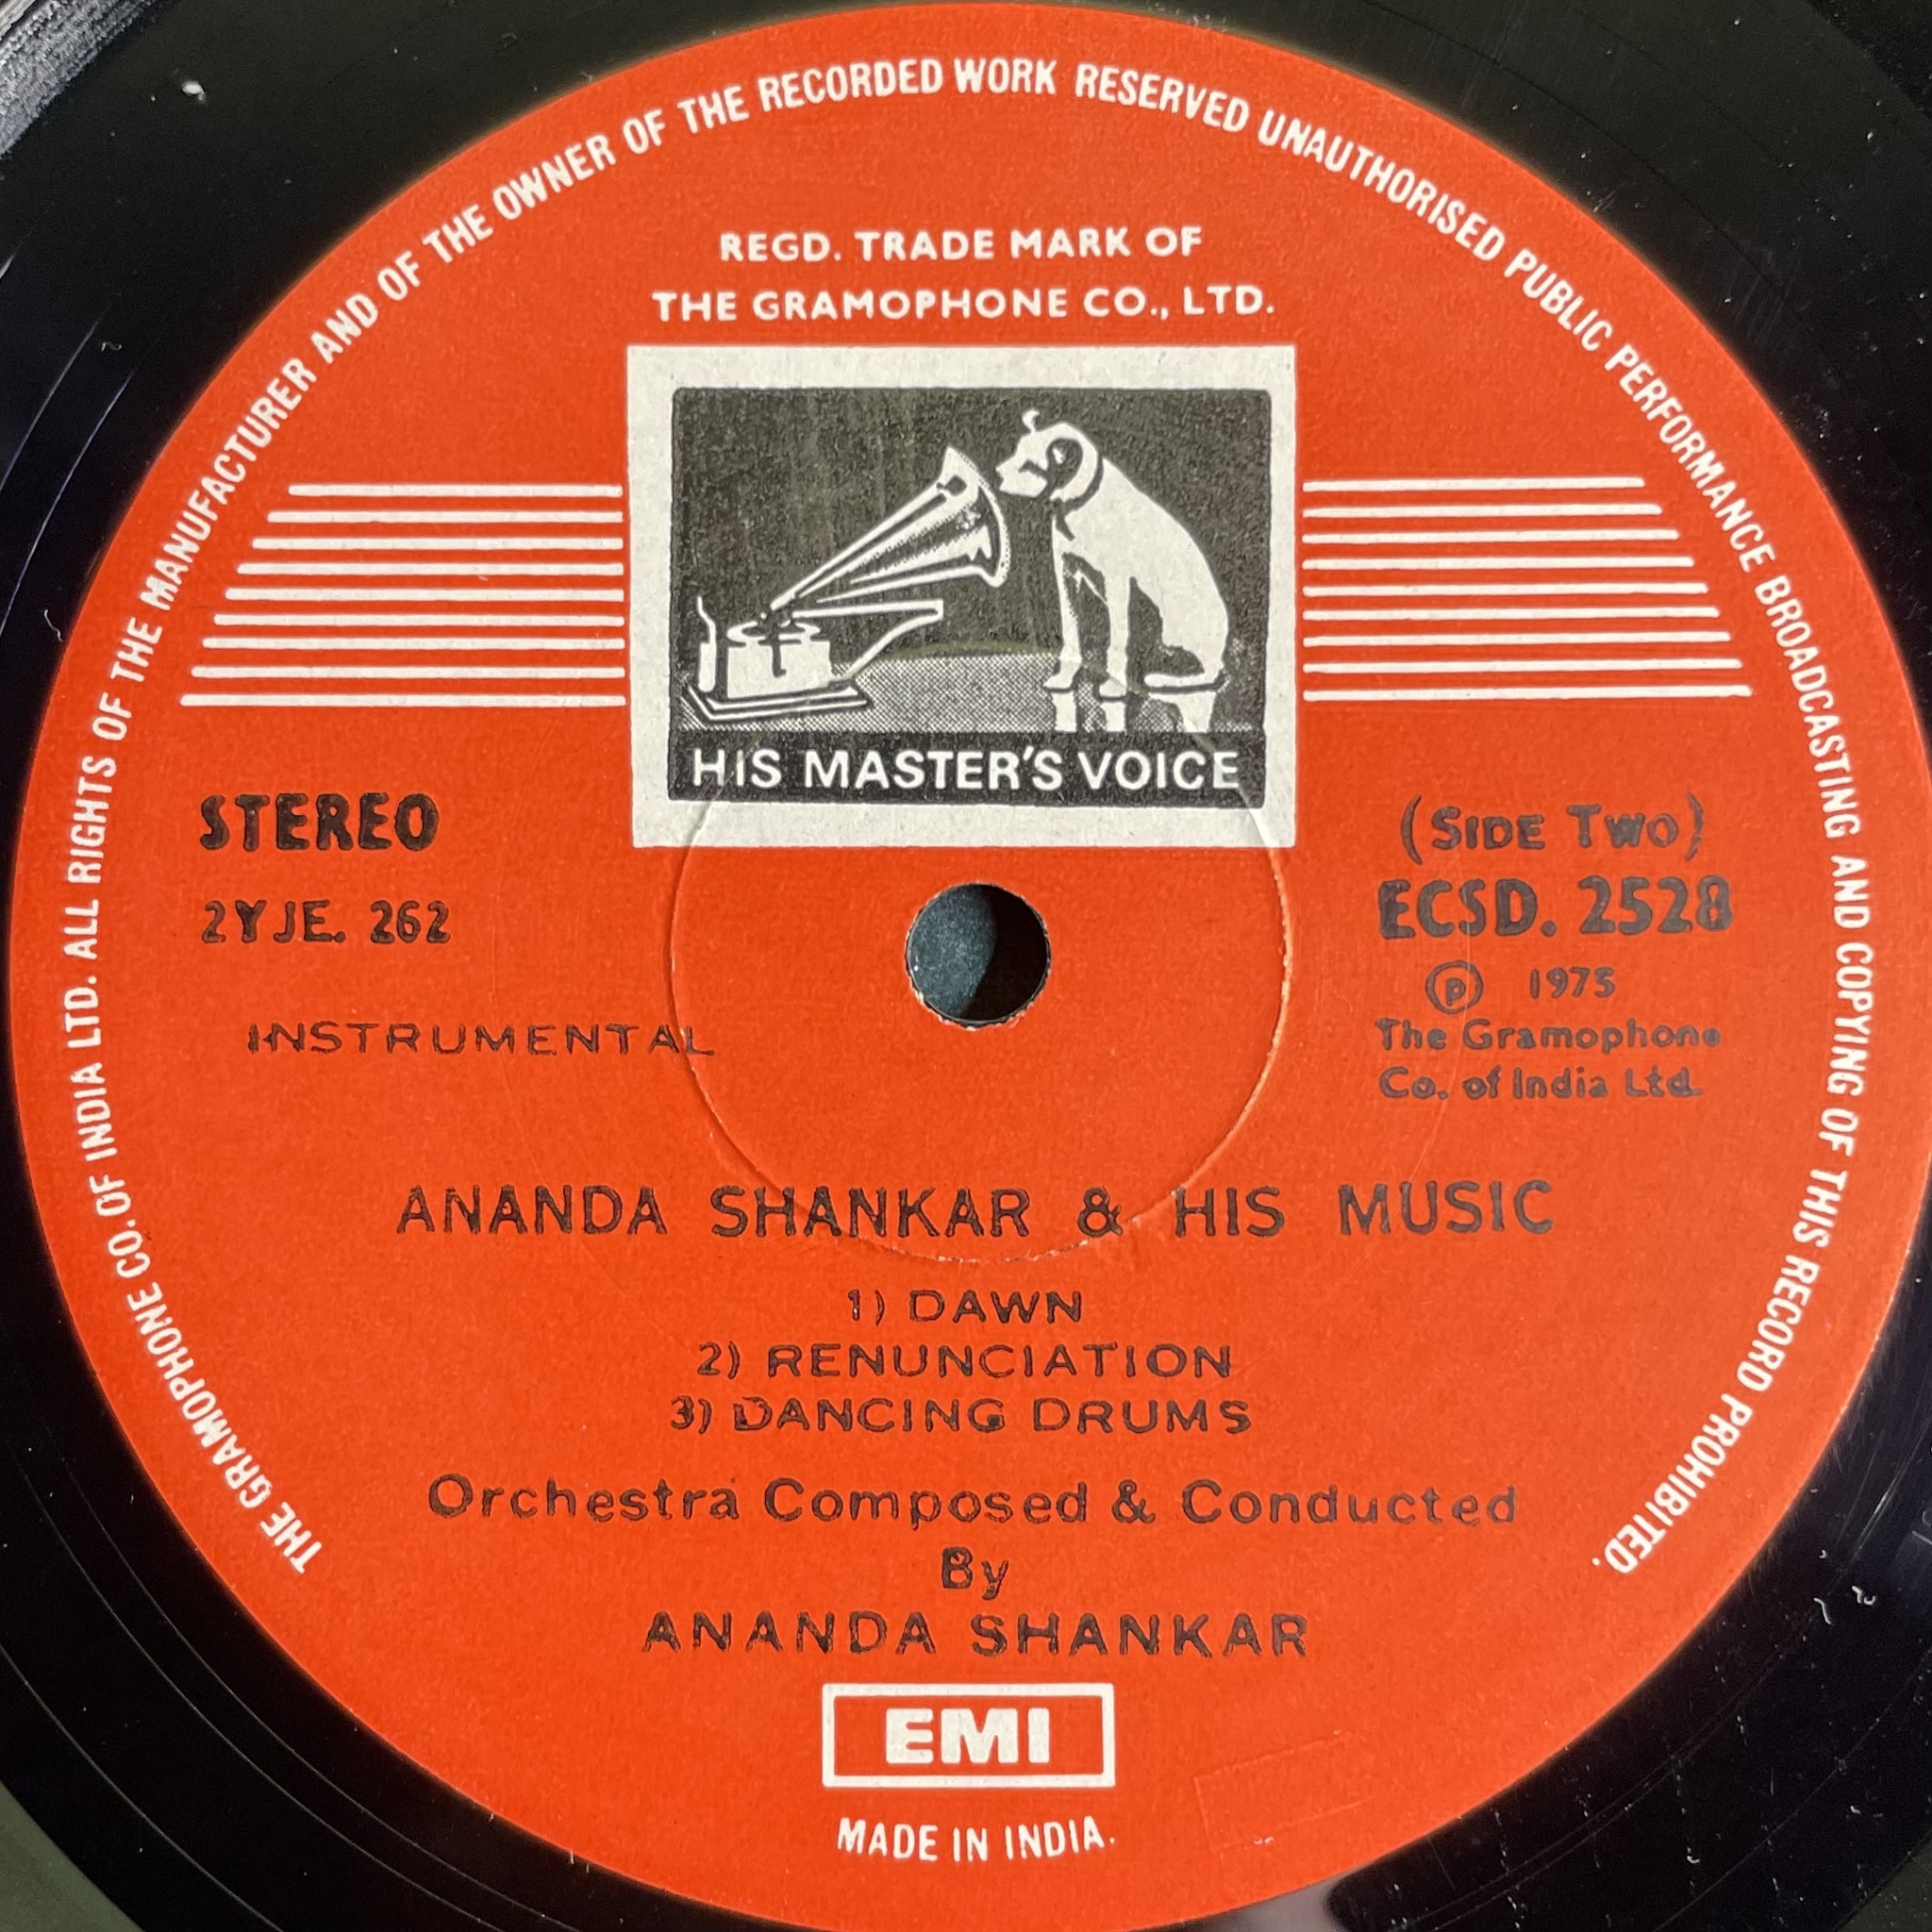 THE GRAMOPHONE CO. OF INDIA LTD. ALL RIGHTS OF THE MANUFACTURER AND OF THE OWNER OF THE RECORDED WORK RESERVED UNAUTHORISED PUBLIC PERFORMANCE BROADCASTING AND COPYING OF THIS RECORD PROHIBITED.
REGD. TRADE MARK OF
THE GRAMOPHONE CO., LTD.
HIS MASTER'S VOICE
STEREO
2YJE. 262
INSTRUMENTAL
(SIDE TWO)
ECSD. 2528
℗ 1975
The Gramophone
Co. of India Ltd.
ANANDA SHANKAR & HIS MUSIC
1) DAWN
2) RENUNCIATION
3) DANCING DRUMS
Orchestra Composed & Conducted
By
ANANDA SHANKAR
EMI
MADE IN INDIA.